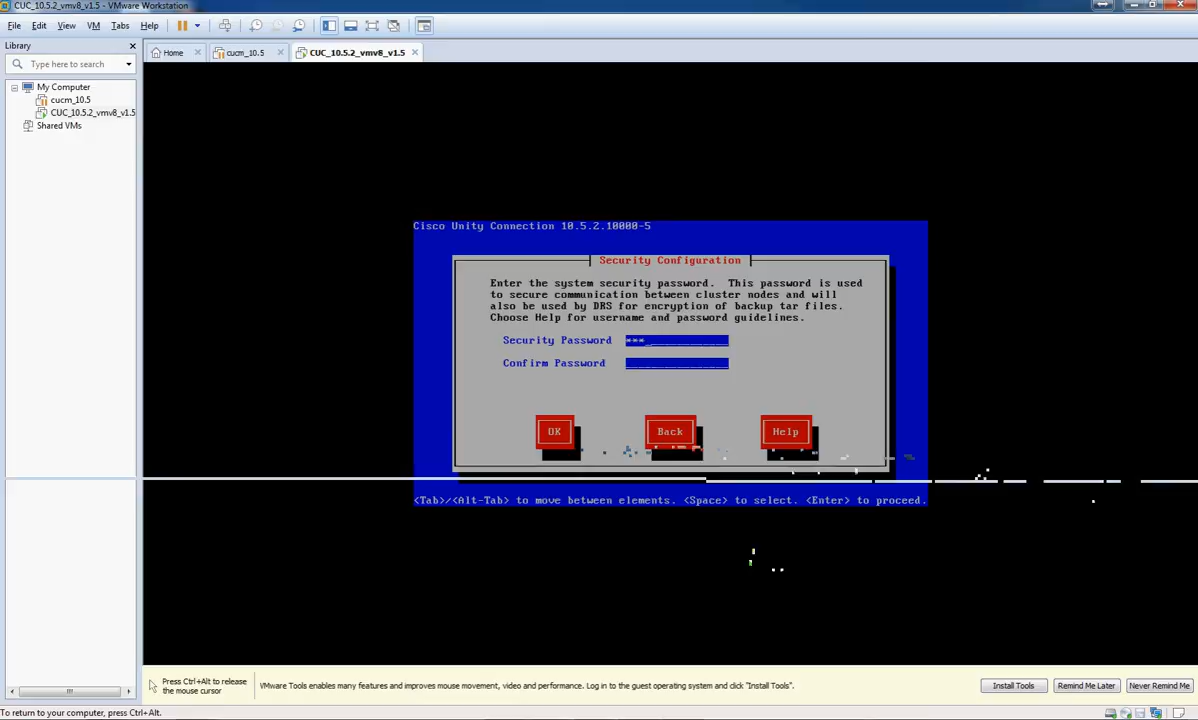 CUC_10.5.2_vmv8_v1.5 - VMware Workstation
File Edit View VM Tabs Help
Library
Type here to search
My Computer
cucm_10.5
CUC_10.5.2_vmv8_v1.5
Shared VMs
Home cucm_10.5 CUC_10.5.2_vmv8_v1.5
Cisco Unity Connection 10.5.2.10000-5
Security Configuration
Enter the system security password. This password is used
to secure communication between cluster nodes and will
also be used by DRS for encryption of backup tar files.
Choose Help for username and password guidelines.
Security Password ***
Confirm Password
OK Back Help
<Tab>/<Alt-Tab> to move between elements. <Space> to select. <Enter> to proceed.
Press Ctrl+Alt to release
the mouse cursor
VMware Tools enables many features and improves mouse movement, video and performance. Log in to the guest operating system and click "Install Tools".
Install Tools Remind Me Later Never Remind Me
To return to your computer, press Ctrl+Alt.